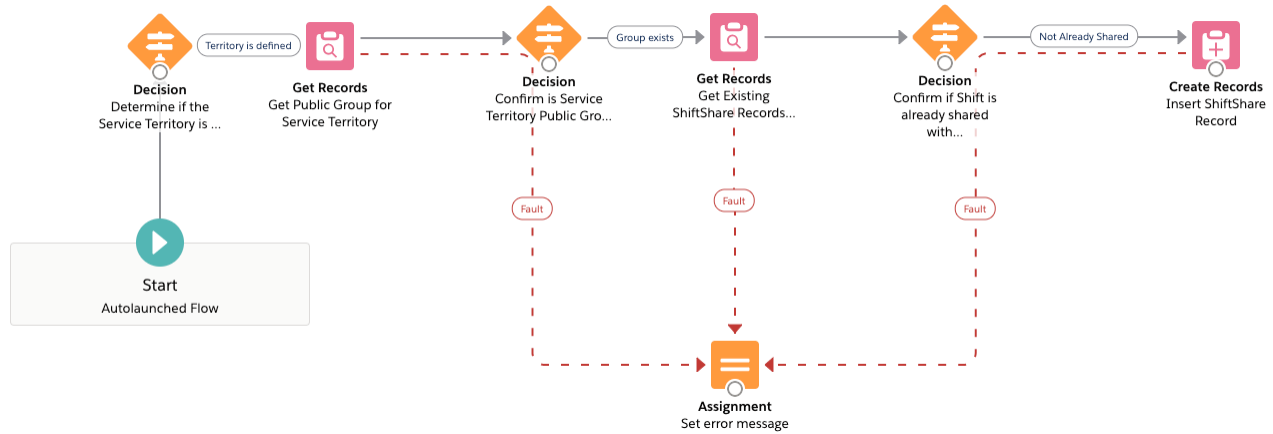 Territory is defined
Group exists
Not Already Shared
Decision
Determine if the
Service Territory is ...
Get Records
Get Public Group for
Service Territory
Decision
Confirm is Service
Territory Public Gro...
Get Records
Get Existing
ShiftShare Records...
Decision
Confirm if Shift is
already shared
with...
Create Records
Insert ShiftShare
Record
Fault
Fault
Fault
Start
Autolaunched Flow
Assignment
Set error message